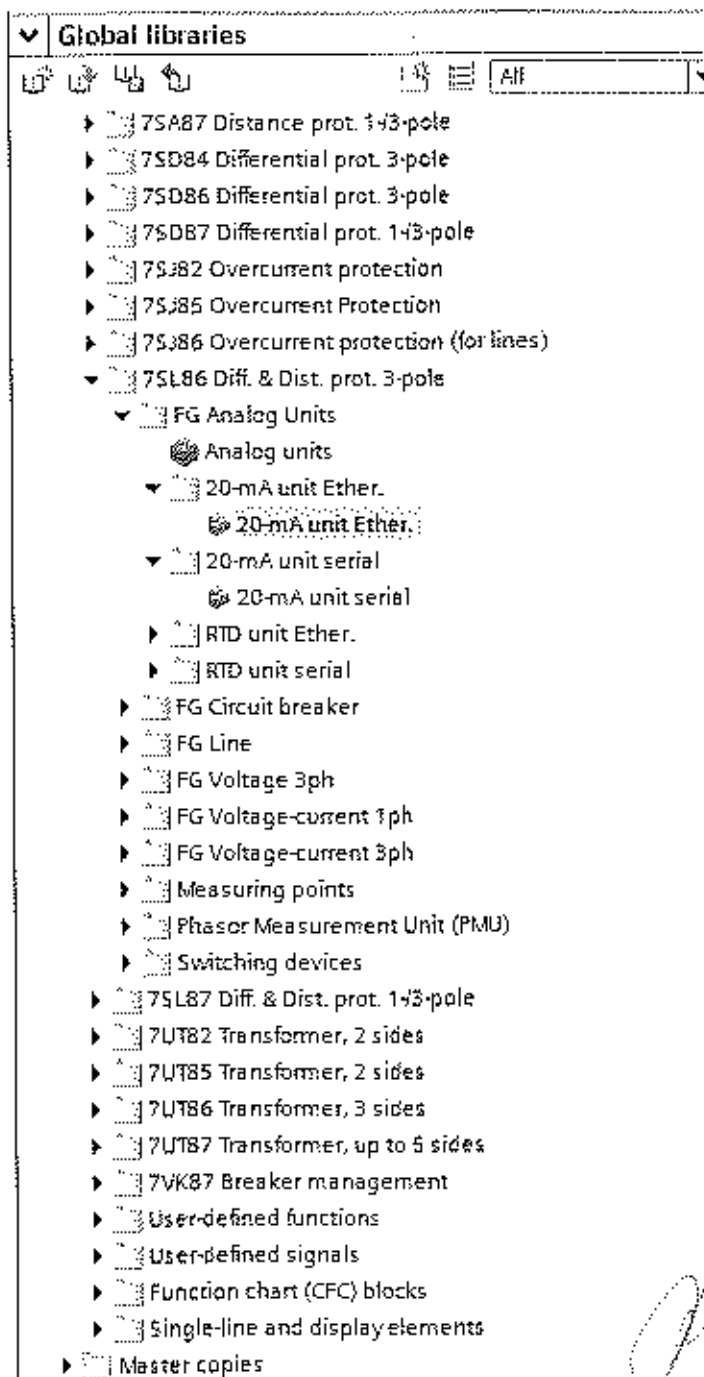 Global libraries
All
7SA87 Distance prot. 1-/3-pole
7SD84 Differential prot. 3-pole
7SD86 Differential prot. 3-pole
7SD87 Differential prot. 1-/3-pole
7SJ82 Overcurrent protection
7SJ85 Overcurrent Protection
7SJ86 Overcurrent protection (for lines)
7SL86 Diff. & Dist. prot. 3-pole
FG Analog Units
Analog units
20-mA unit Ether.
20-mA unit Ether.
20-mA unit serial
20-mA unit serial
RTD unit Ether.
RTD unit serial
FG Circuit breaker
FG Line
FG Voltage 3ph
FG Voltage-current 1ph
FG Voltage-current 3ph
Measuring points
Phasor Measurement Unit (PMU)
Switching devices
7SL87 Diff. & Dist. prot. 1-/3-pole
7UT82 Transformer, 2 sides
7UT85 Transformer, 2 sides
7UT86 Transformer, 3 sides
7UT87 Transformer, up to 5 sides
7VK87 Breaker management
User-defined functions
User-defined signals
Function chart (CFC) blocks
Single-line and display elements
Master copies